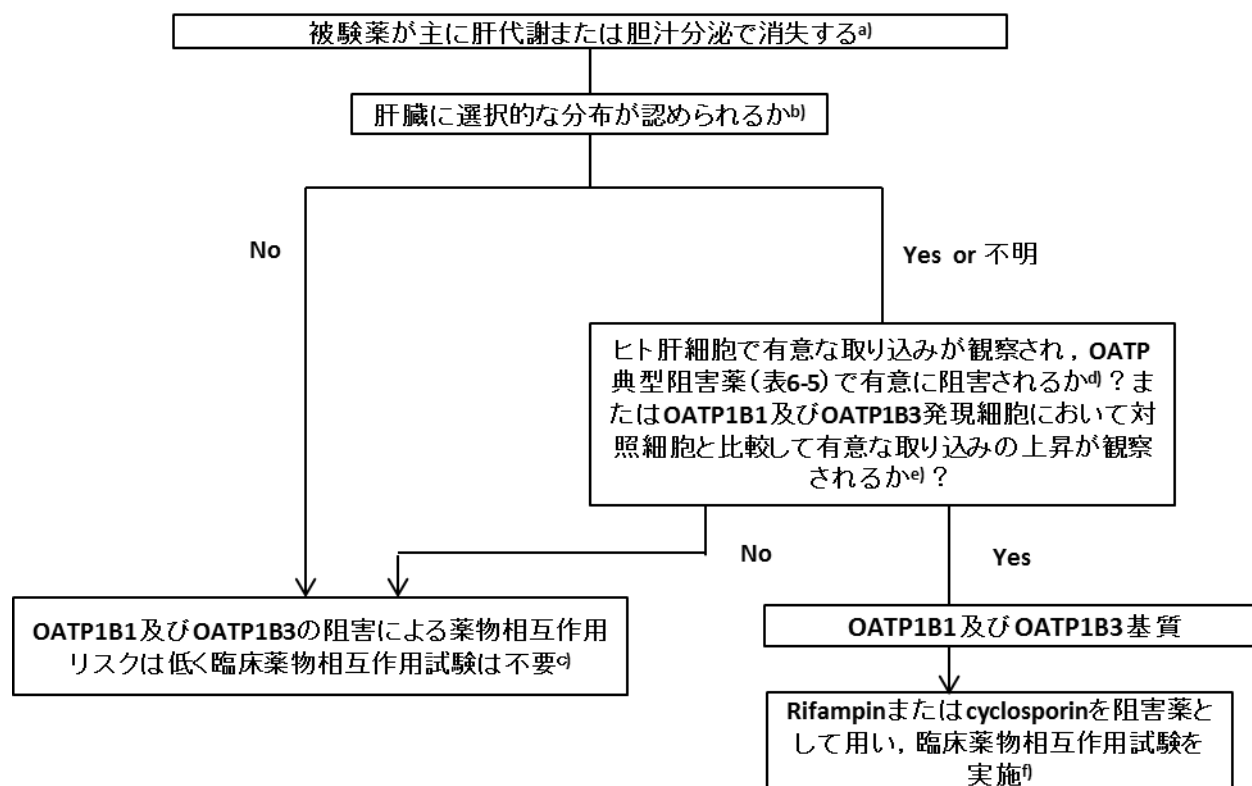 被験薬が主に肝代謝または胆汁分泌で消失するa)
肝臓に選択的な分布が認められるかb)
No
Yes or 不明
ヒト肝細胞で有意な取り込みが観察され，OATP
典型阻害薬（表6-5）で有意に阻害されるかd)？ま
たはOATP1B1及びOATP1B3発現細胞において対
照細胞と比較して有意な取り込みの上昇が観察
されるかe)？
No
Yes
OATP1B1及びOATP1B3の阻害による薬物相互作用
リスクは低く臨床薬物相互作用試験は不要c)
OATP1B1及びOATP1B3基質
Rifampinまたはcyclosporinを阻害薬と
して用い，臨床薬物相互作用試験を
実施f)